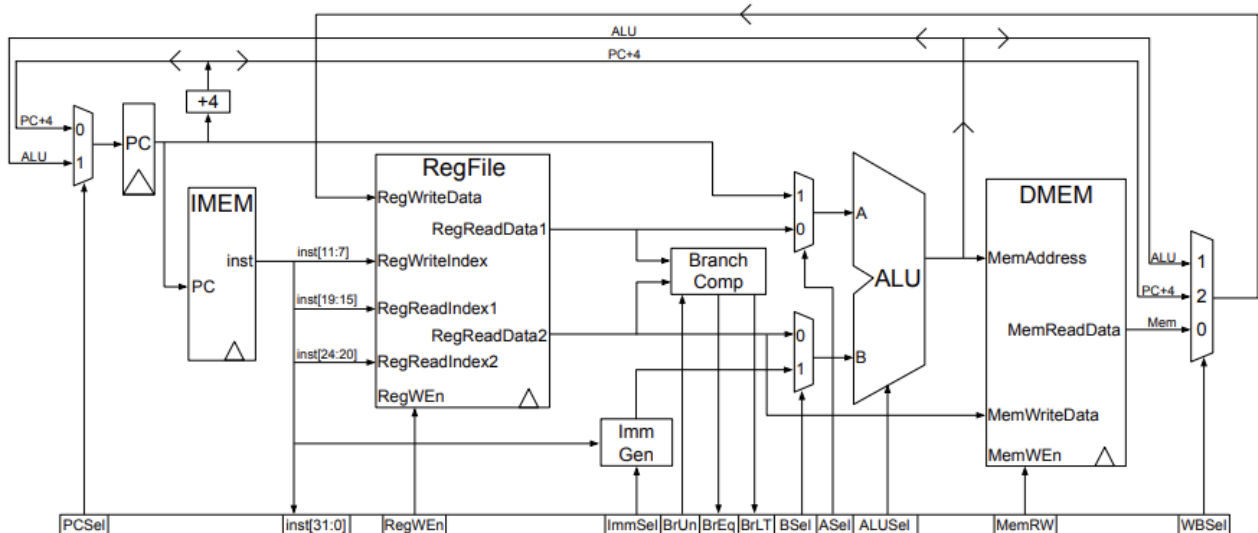 ALU
PC+4
+4
PC+4
0
ALU
1
PC
IMEM
inst
PC
inst[11:7]
inst[19:15]
inst[24:20]
RegFile
RegWriteData
RegReadData1
RegWriteIndex
RegReadIndex1
RegReadData2
RegReadIndex2
RegWEn
Branch
Comp
Imm
Gen
1
0
0
1
A
B
ALU
DMEM
MemAddress
MemReadData
MemWriteData
MemWEn
ALU
1
PC+4
2
Mem
0
PCSel
inst[31:0]
RegWEn
ImmSel
BrUn
BrEq
BrLT
BSel
ASel
ALUSel
MemRW
WBSel